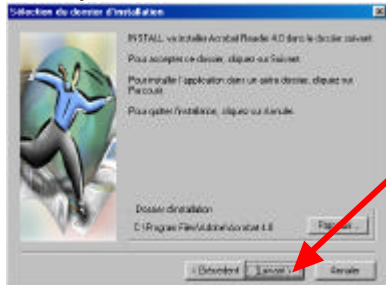 Sélection du dossier d'installation
INSTALL va installer Acrobat Reader 4.0 dans le dossier suivant.
Pour accepter ce dossier, cliquez sur Suivant.
Pour installer l'application dans un autre dossier, cliquez sur
Parcourir.
Pour quitter l'installation, cliquez sur Annuler.
Dossier d'installation
C:\Program Files\Adobe\Acrobat 4.0
Parcourir...
< Précédent
Suivant >
Annuler